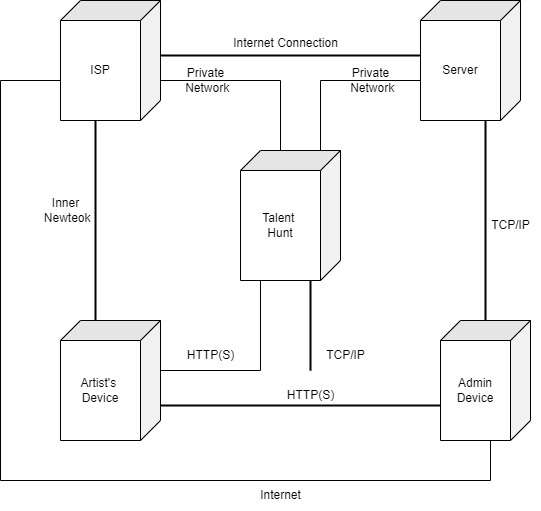 Internet Connection
ISP
Server
Private
Network
Private
Network
Inner
Newteok
Talent
Hunt
TCP/IP
HTTP(S)
TCP/IP
Artist's
Device
HTTP(S)
Admin
Device
Internet